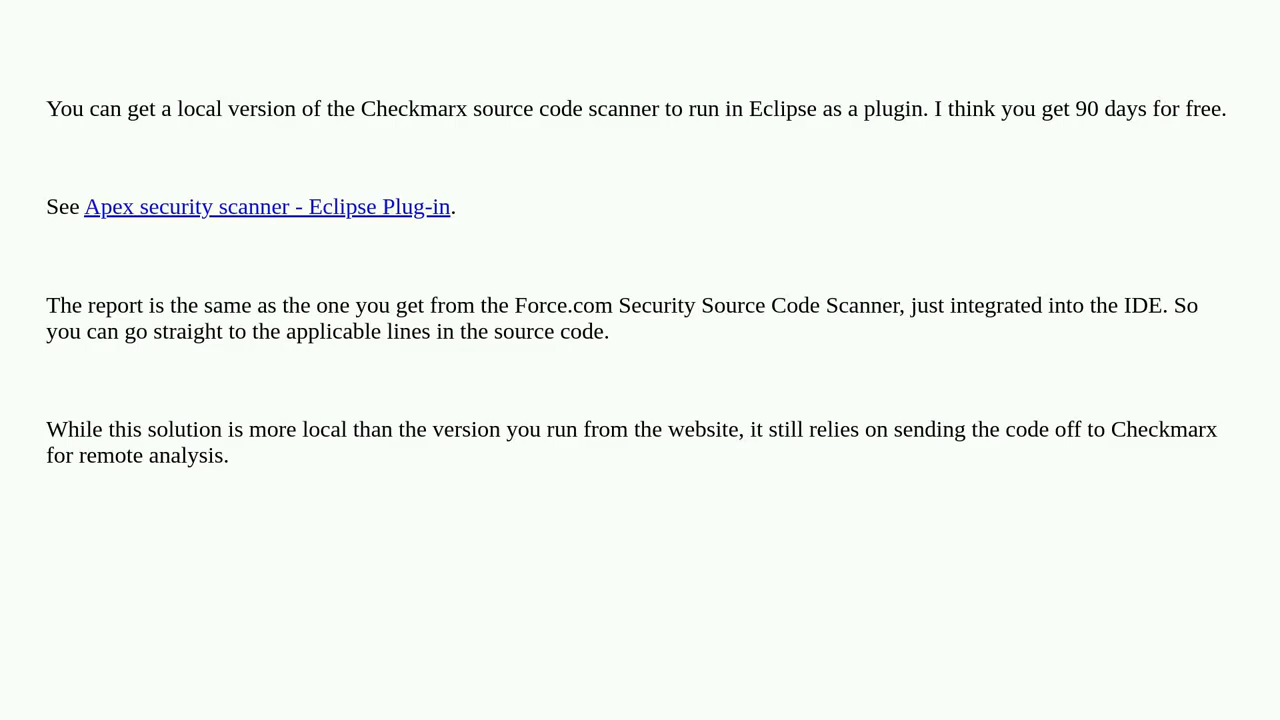 You can get a local version of the Checkmarx source code scanner to run in Eclipse as a plugin. I think you get 90 days for free.
See Apex security scanner - Eclipse Plug-in.
The report is the same as the one you get from the Force.com Security Source Code Scanner, just integrated into the IDE. So
you can go straight to the applicable lines in the source code.
While this solution is more local than the version you run from the website, it still relies on sending the code off to Checkmarx
for remote analysis.